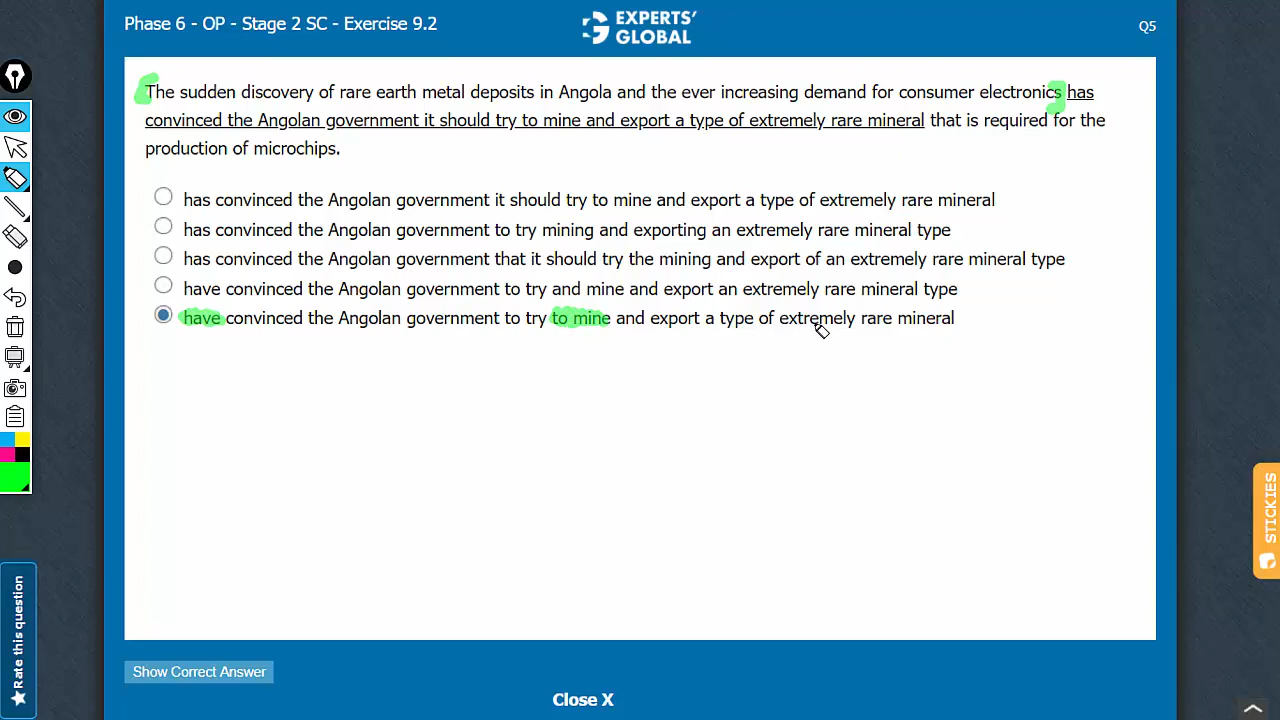 Phase 6 - OP - Stage 2 SC - Exercise 9.2
EXPERTS'
GLOBAL
Q5
The sudden discovery of rare earth metal deposits in Angola and the ever increasing demand for consumer electronics has
convinced the Angolan government it should try to mine and export a type of extremely rare mineral that is required for the
production of microchips.
has convinced the Angolan government it should try to mine and export a type of extremely rare mineral
has convinced the Angolan government to try mining and exporting an extremely rare mineral type
has convinced the Angolan government that it should try the mining and export of an extremely rare mineral type
have convinced the Angolan government to try and mine and export an extremely rare mineral type
have convinced the Angolan government to try to mine and export a type of extremely rare mineral
STICKIES
Rate this question
Show Correct Answer
Close X